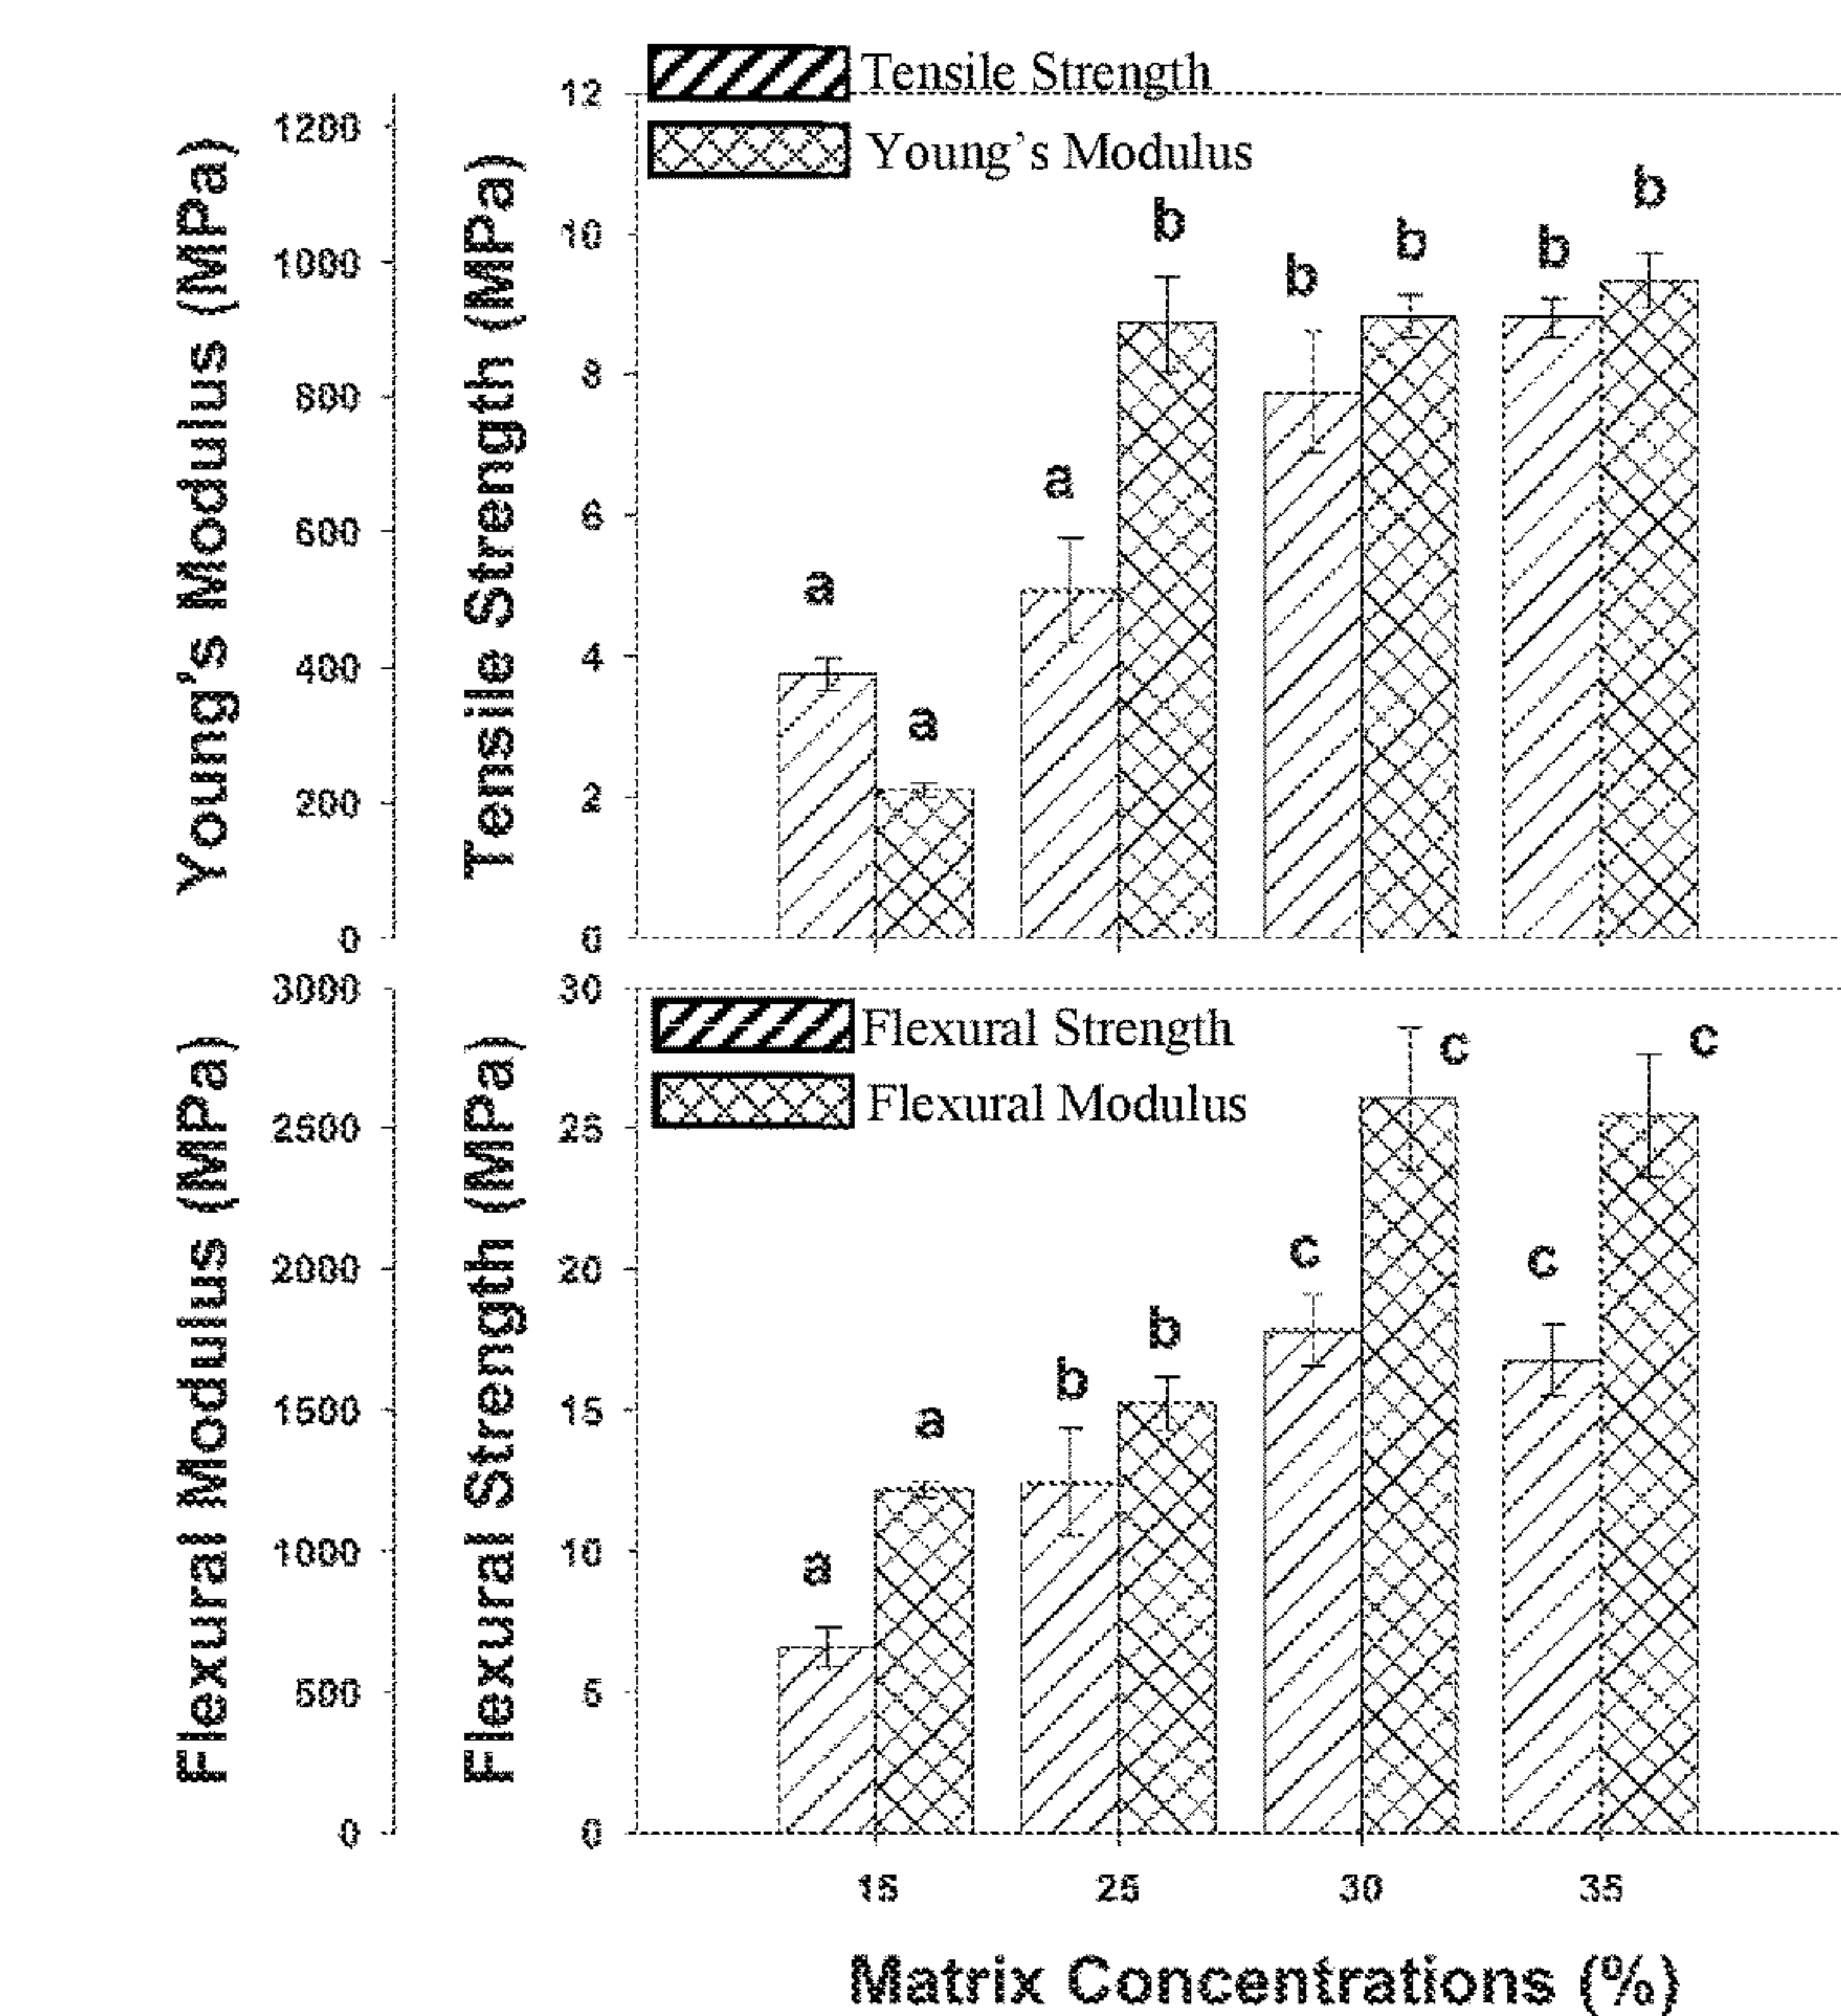 Tensile Strength
Young's Modulus
Young's Modulus (MPa)
1200
1000
800
600
400
200
0
Tensile Strength (MPa)
12
10
8
6
4
2
0
a
a
a
b
b
b
b
b
Flexural Strength
Flexural Modulus
Flexural Modulus (MPa)
3000
2500
2000
1500
1000
500
0
Flexural Strength (MPa)
30
25
20
15
10
5
0
a
a
b
b
c
c
c
c
15 25 30 35
Matrix Concentrations (%)